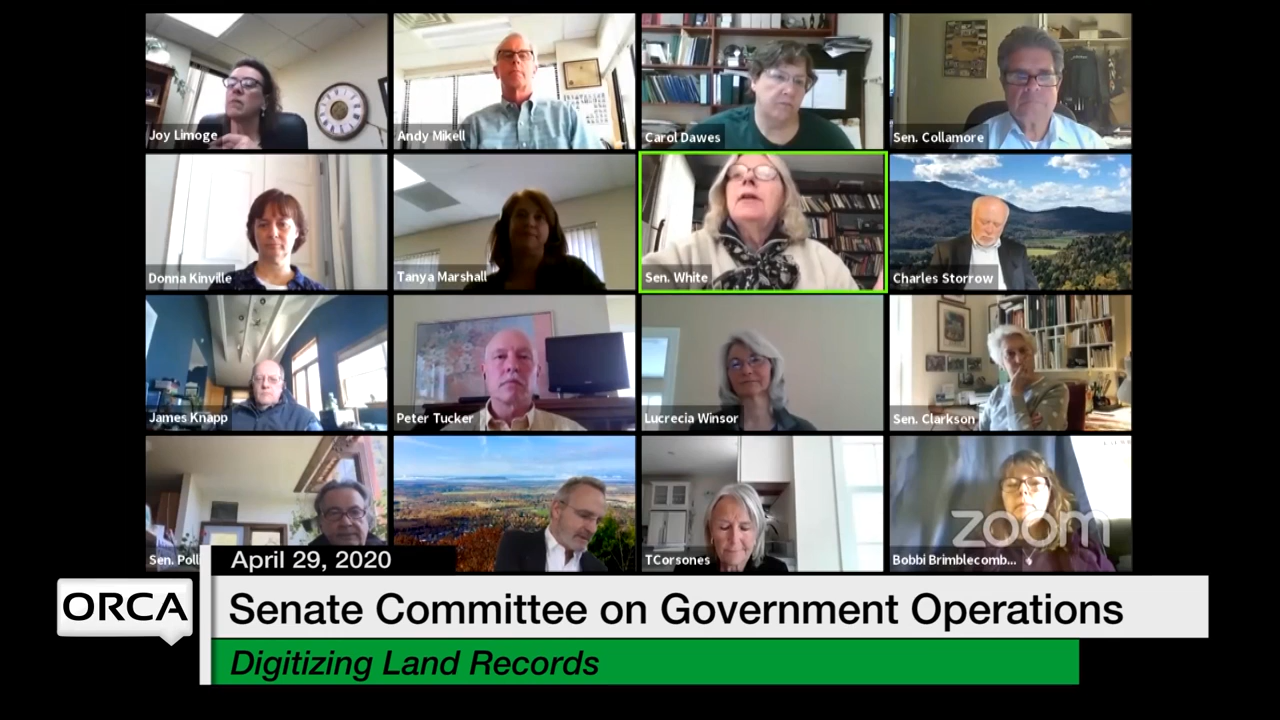 Joy Limoge
Andy Mikell
Carol Dawes
Sen. Collamore
Donna Kinville
Tanya Marshall
Sen. White
Charles Storrow
James Knapp
Peter Tucker
Lucrecia Winsor
Sen. Clarkson
Sen. Poll
TCorsones
Bobbi Brimblecomb...
zoom
April 29, 2020
ORCA
Senate Committee on Government Operations
Digitizing Land Records